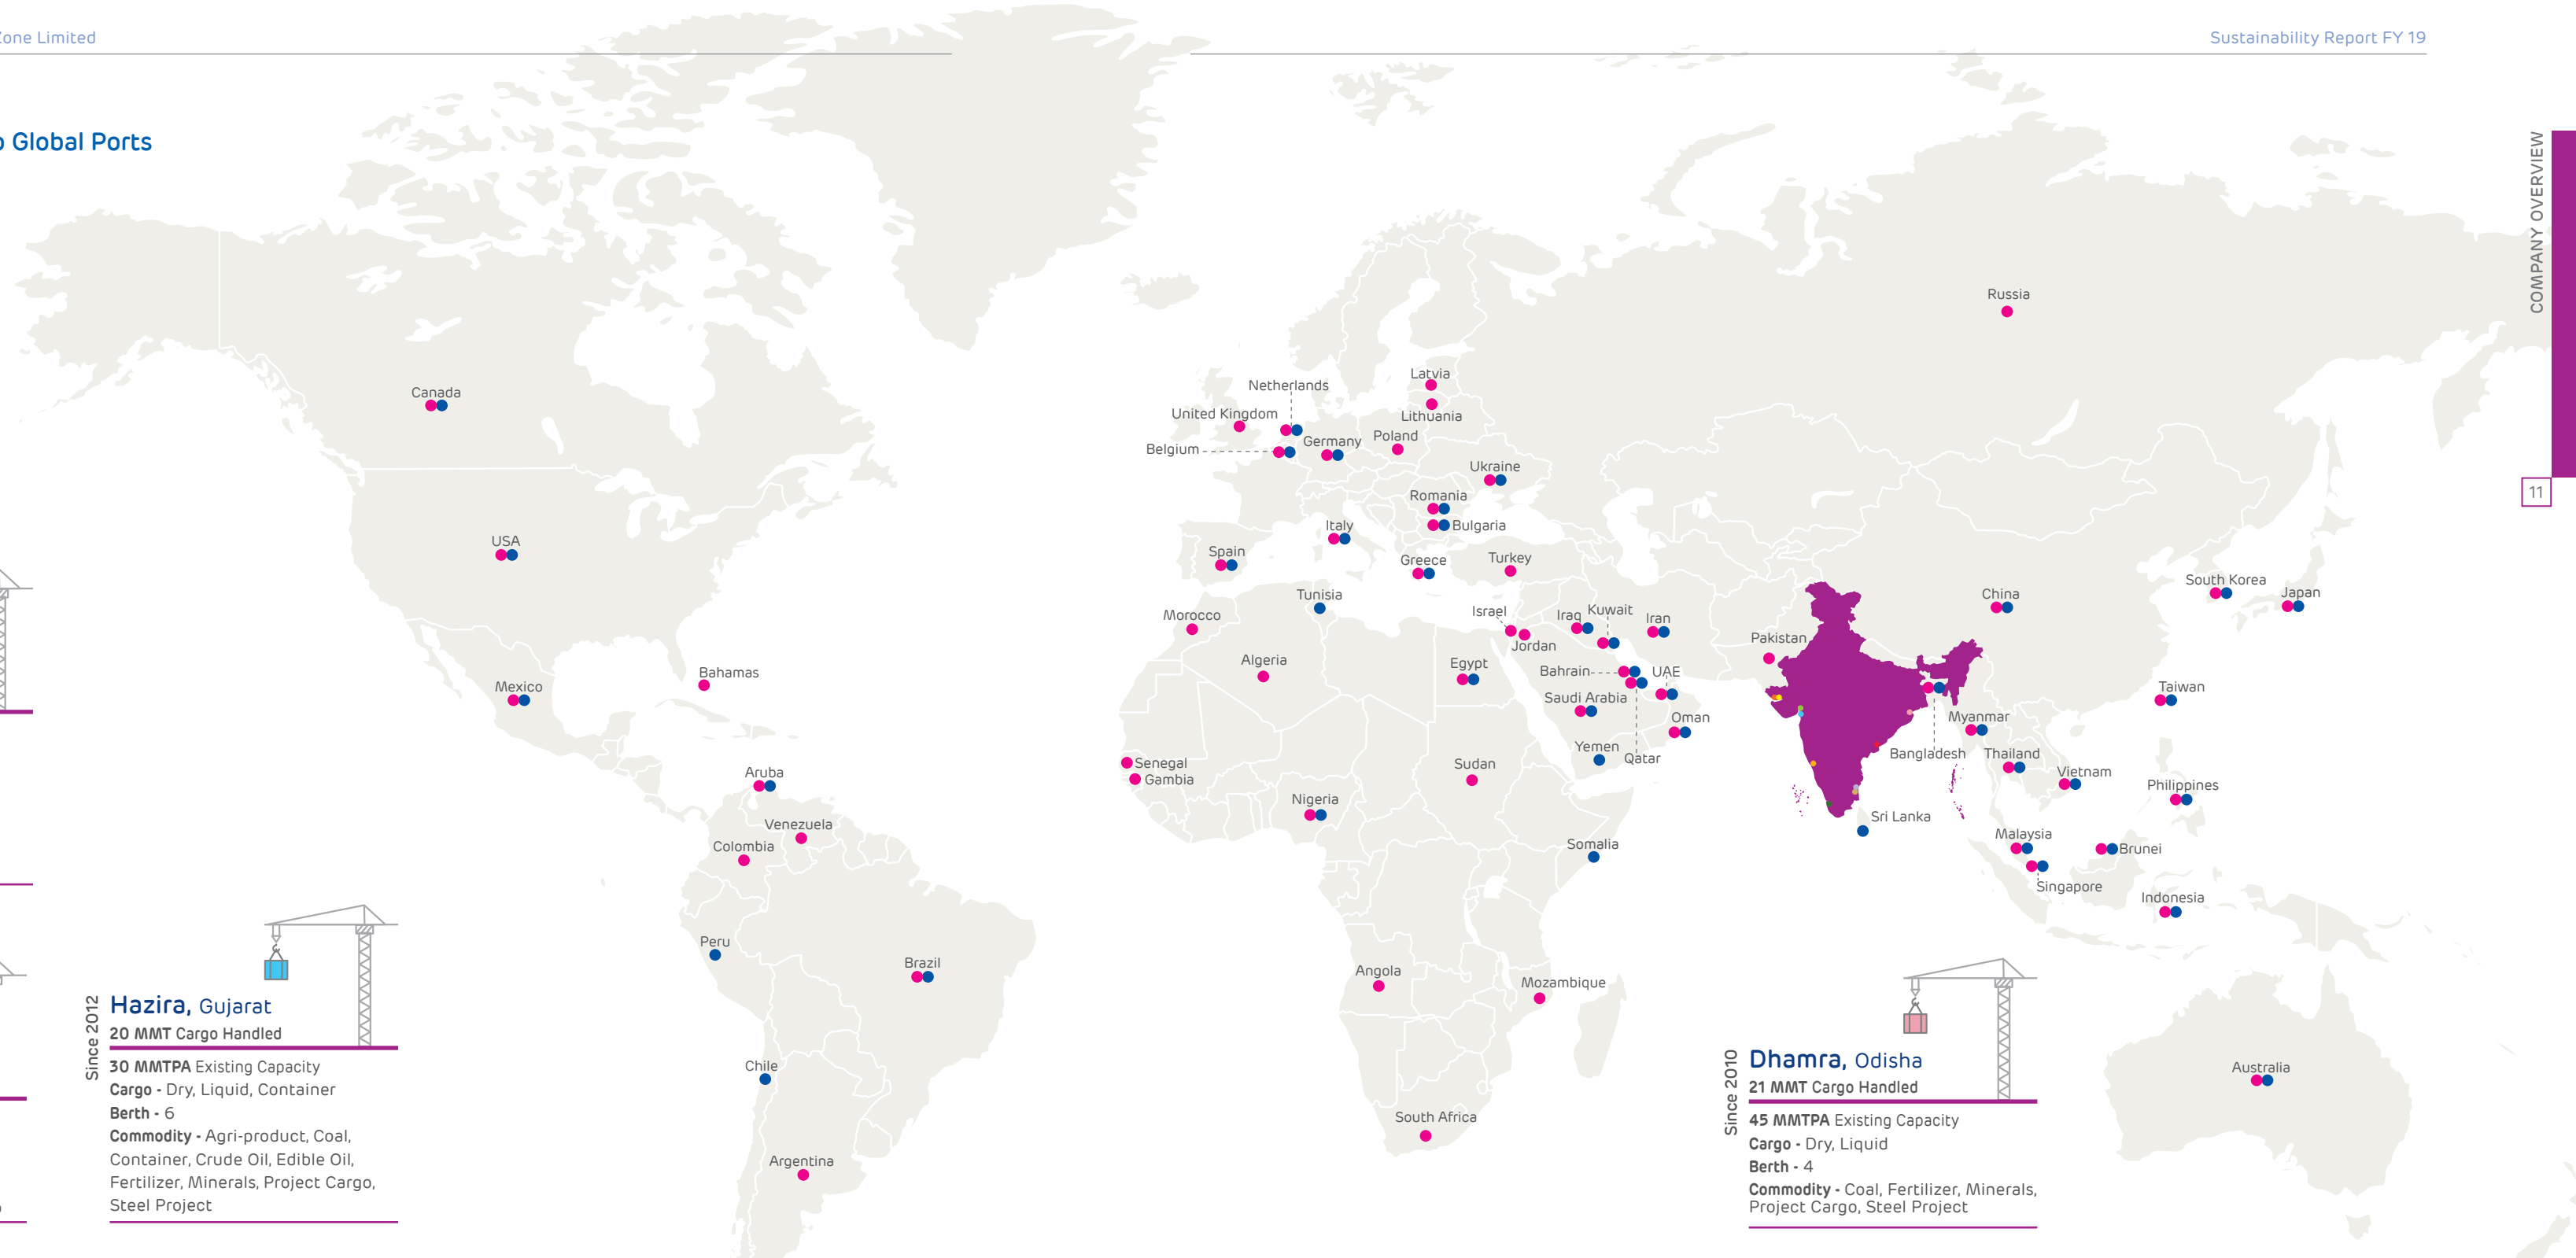 Zone Limited
Sustainability Report FY 19
Global Ports
COMPANY OVERVIEW
11
Russia
Canada
Latvia
Netherlands
United Kingdom
Lithuania
Poland
Germany
Belgium
Ukraine
Romania
Bulgaria
Italy
USA
Spain
Greece
Turkey
South Korea
Japan
China
Tunisia
Morocco
Israel
Iraq
Kuwait
Iran
Jordan
Pakistan
Algeria
Egypt
Bahrain
UAE
Bahamas
Mexico
Saudi Arabia
Taiwan
Oman
Myanmar
Yemen
Qatar
Bangladesh
Thailand
Senegal
Gambia
Sudan
Aruba
Vietnam
Philippines
Nigeria
Sri Lanka
Venezuela
Colombia
Somalia
Malaysia
Brunei
Singapore
Indonesia
Peru
Brazil
Angola
Mozambique
Chile
Australia
South Africa
Argentina
Since 2012
Hazira, Gujarat
20 MMT Cargo Handled
30 MMTPA Existing Capacity
Cargo - Dry, Liquid, Container
Berth - 6
Commodity - Agri-product, Coal,
Container, Crude Oil, Edible Oil,
Fertilizer, Minerals, Project Cargo,
Steel Project
Since 2010
Dhamra, Odisha
21 MMT Cargo Handled
45 MMTPA Existing Capacity
Cargo - Dry, Liquid
Berth - 4
Commodity - Coal, Fertilizer, Minerals,
Project Cargo, Steel Project